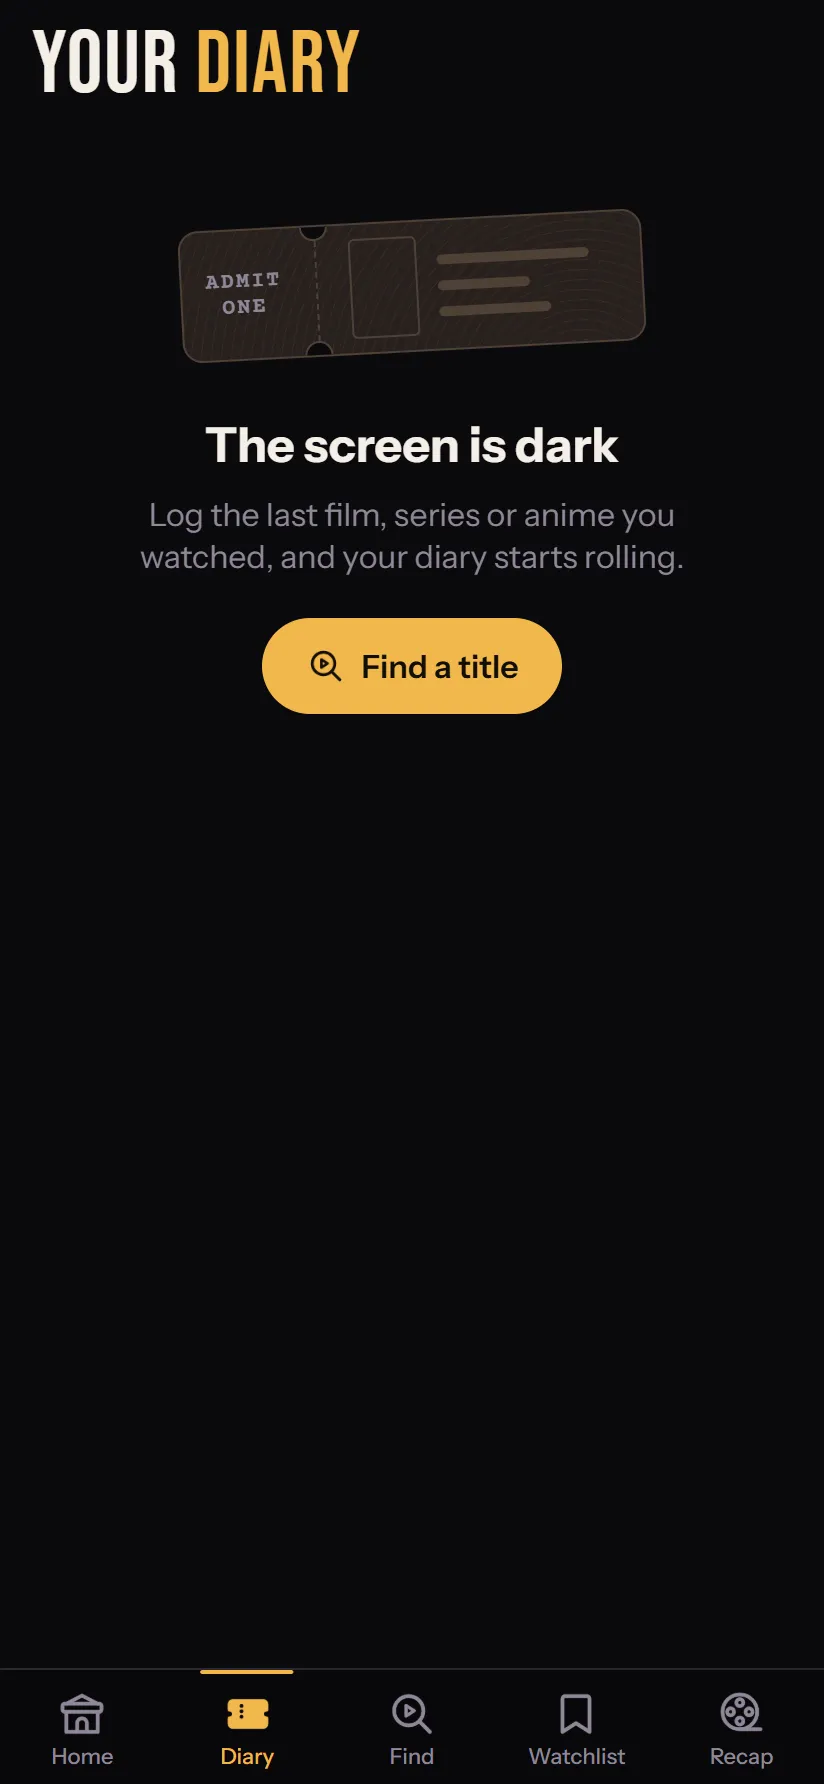 YOUR DIARY
ADMIT
ONE
The screen is dark
Log the last film, series or anime you
watched, and your diary starts rolling.
Find a title
Home
Diary
Find
Watchlist
Recap